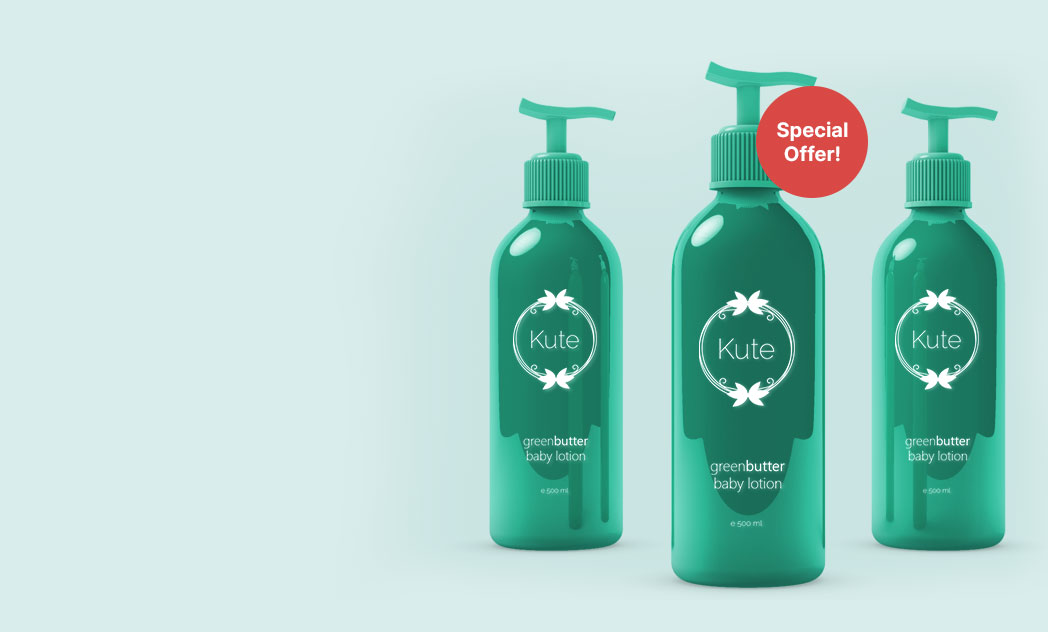 Special
Offer!
Kute
greenbutter
baby lotion
e 500 ml
Kute
greenbutter
baby lotion
e 500 ml
Kute
greenbutter
baby lotion
e 500 ml